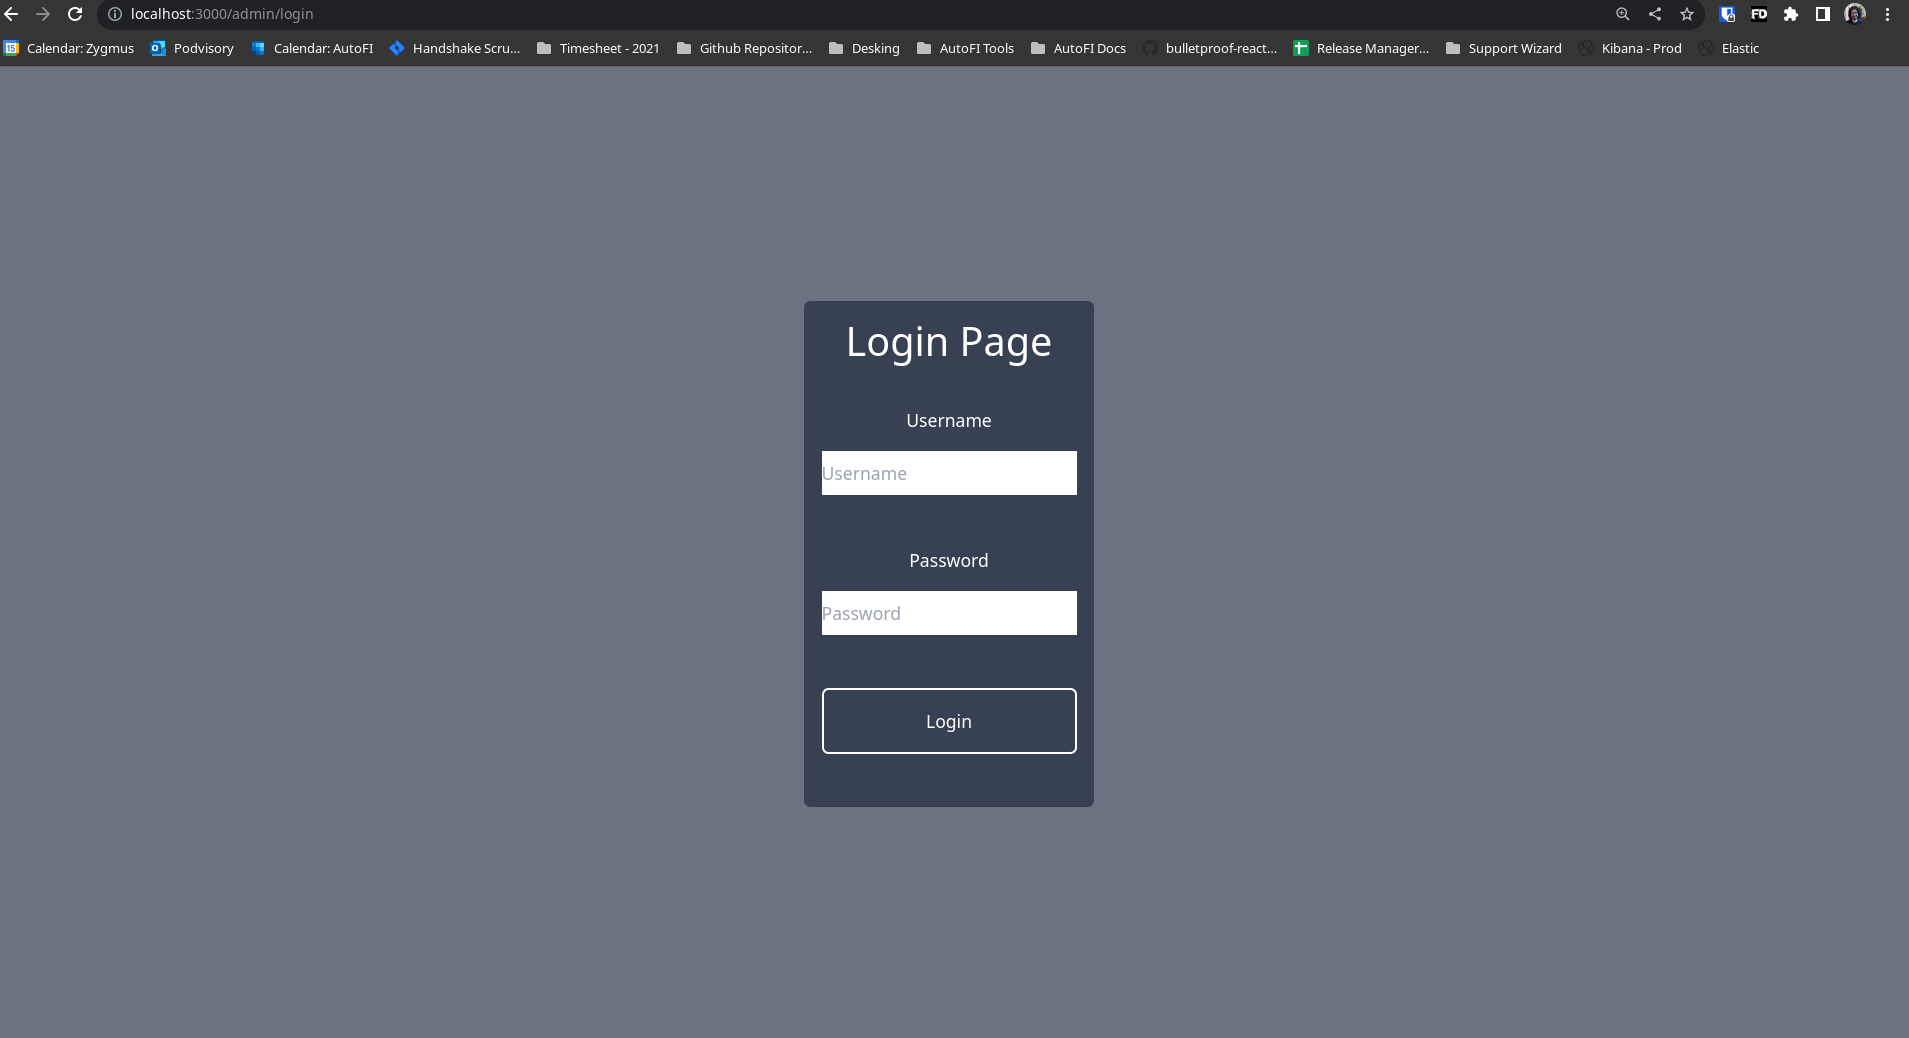 localhost:3000/admin/login
15 Calendar: Zygmus Podvisory Calendar: AutoFI Handshake Scru... Timesheet - 2021 Github Repositor... Desking AutoFI Tools AutoFI Docs bulletproof-react... Release Manager... Support Wizard Kibana - Prod Elastic
FD
Login Page
Username
Username
Password
Password
Login